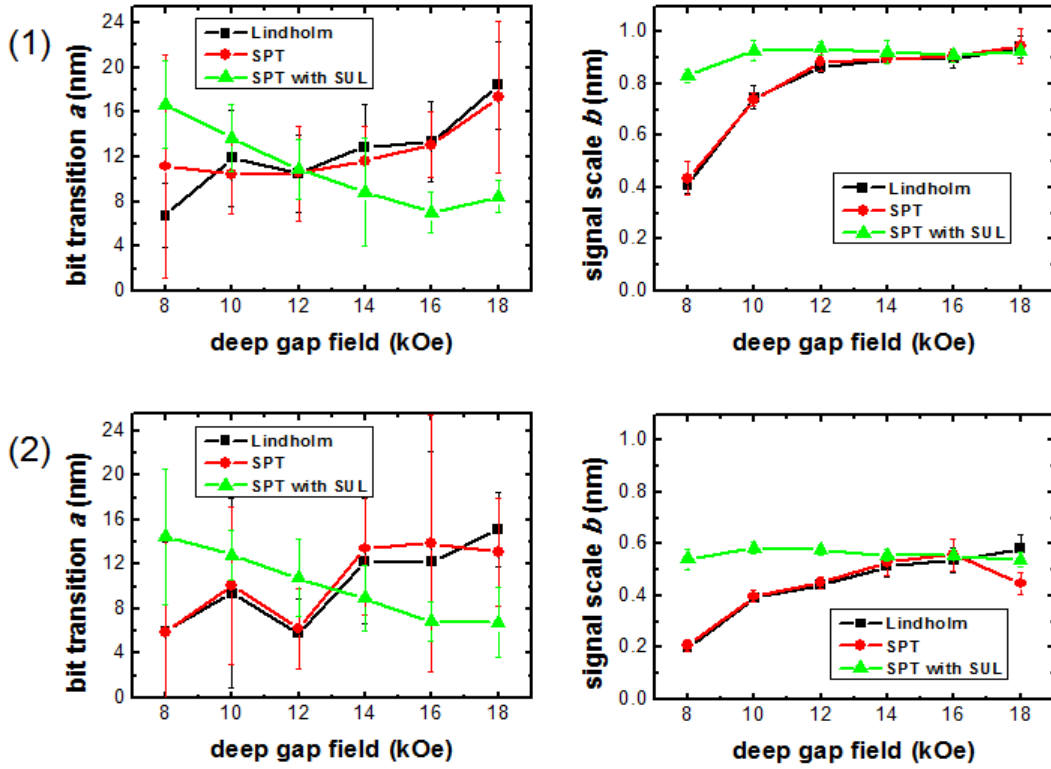 (1)
24
20
16
12
8
4
0
bit transition a (nm)
Lindholm
SPT
SPT with SUL
8 10 12 14 16 18
deep gap field (kOe)
1.0
0.8
0.6
0.4
0.2
0.0
signal scale b (nm)
Lindholm
SPT
SPT with SUL
8 10 12 14 16 18
deep gap field (kOe)
(2)
24
20
16
12
8
4
0
bit transition a (nm)
Lindholm
SPT
SPT with SUL
8 10 12 14 16 18
deep gap field (kOe)
1.0
0.8
0.6
0.4
0.2
0.0
signal scale b (nm)
Lindholm
SPT
SPT with SUL
8 10 12 14 16 18
deep gap field (kOe)